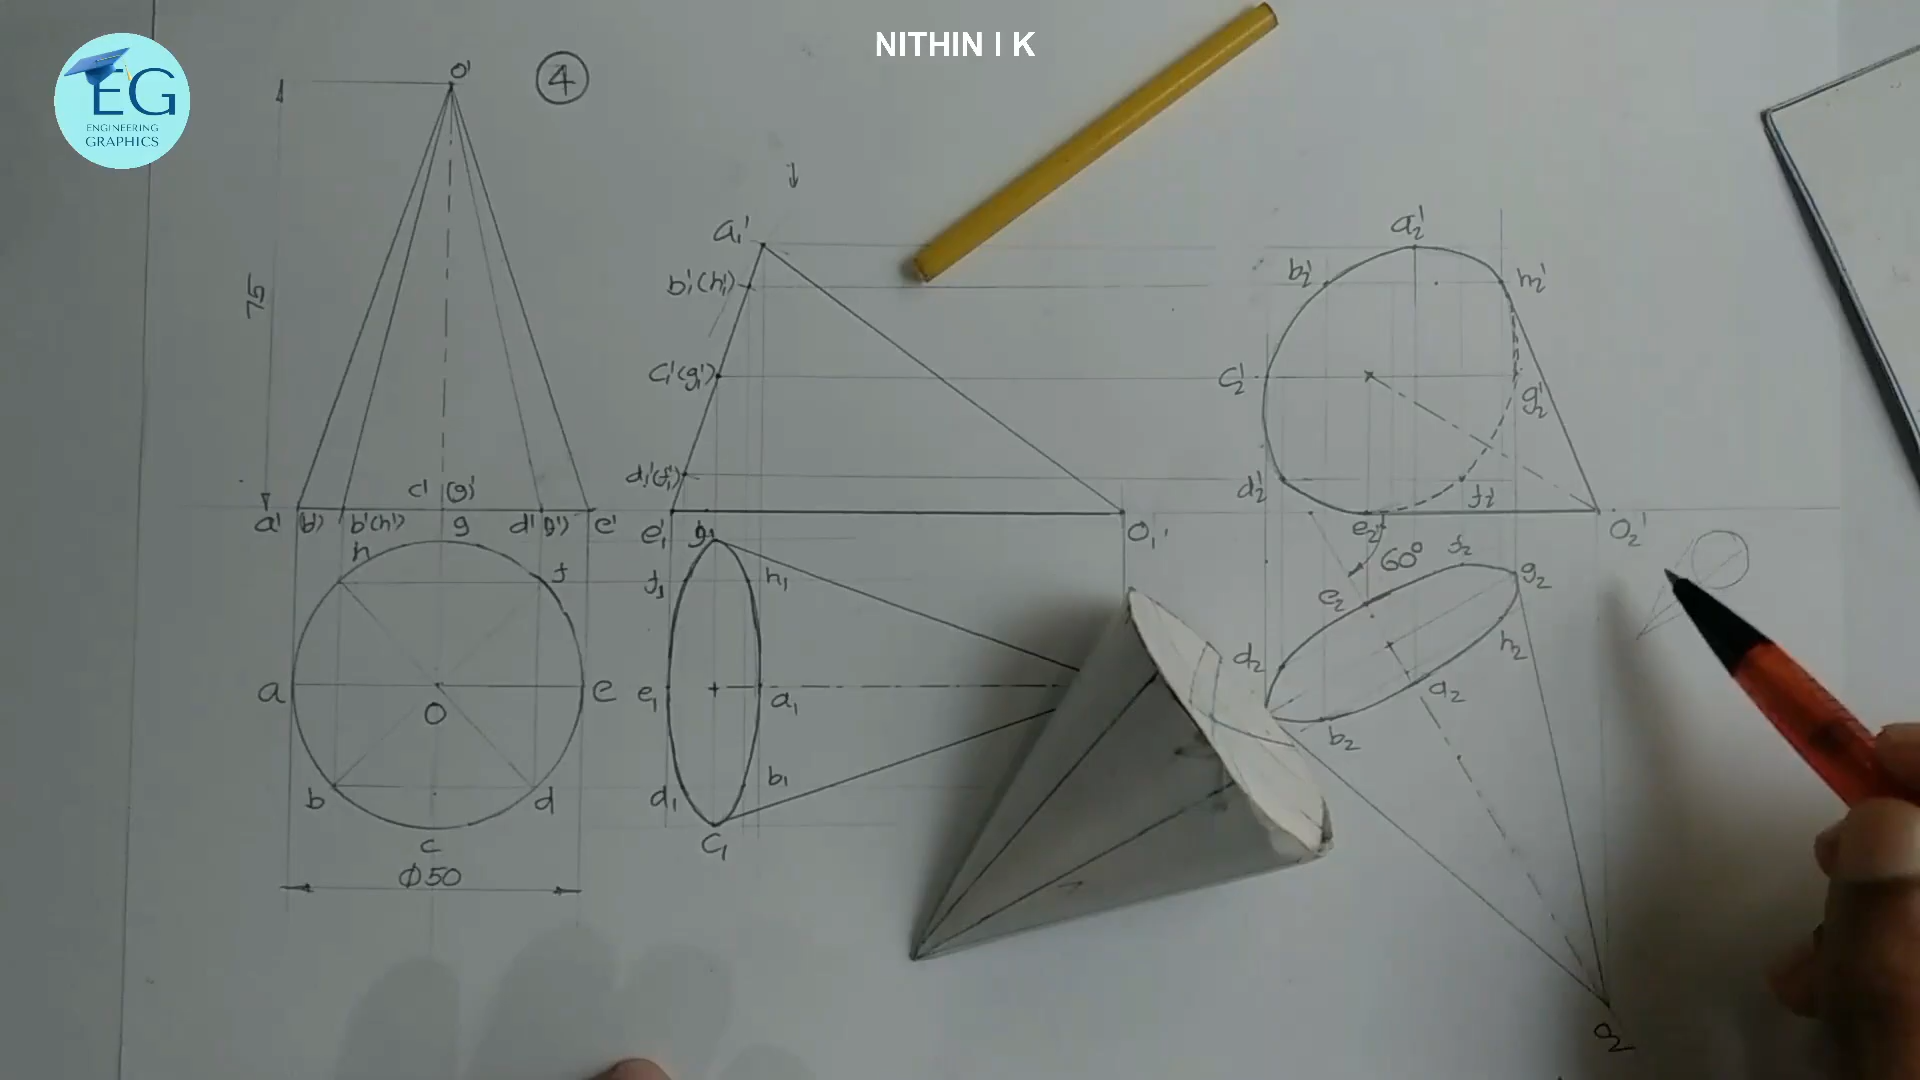 NITHIN I K
EG
ENGINEERING
GRAPHICS
4
o'
75
c' (g')
a' (b') b'(h') g d' e'
h
f
a
O
e
b
d
c
Φ50
a₁'
b₁'(h₁')
c₁'(g₁')
d₁'(f₁')
e₁'
g₁
O₁'
f₁
h₁
e₁
a₁
d₁
b₁
C₁
a₂'
b₂'
h₂'
C₂'
g₂'
d₂'
f₂'
e₂'
O₂'
60°
f₂
g₂
e₂
h₂
d₂
a₂
b₂